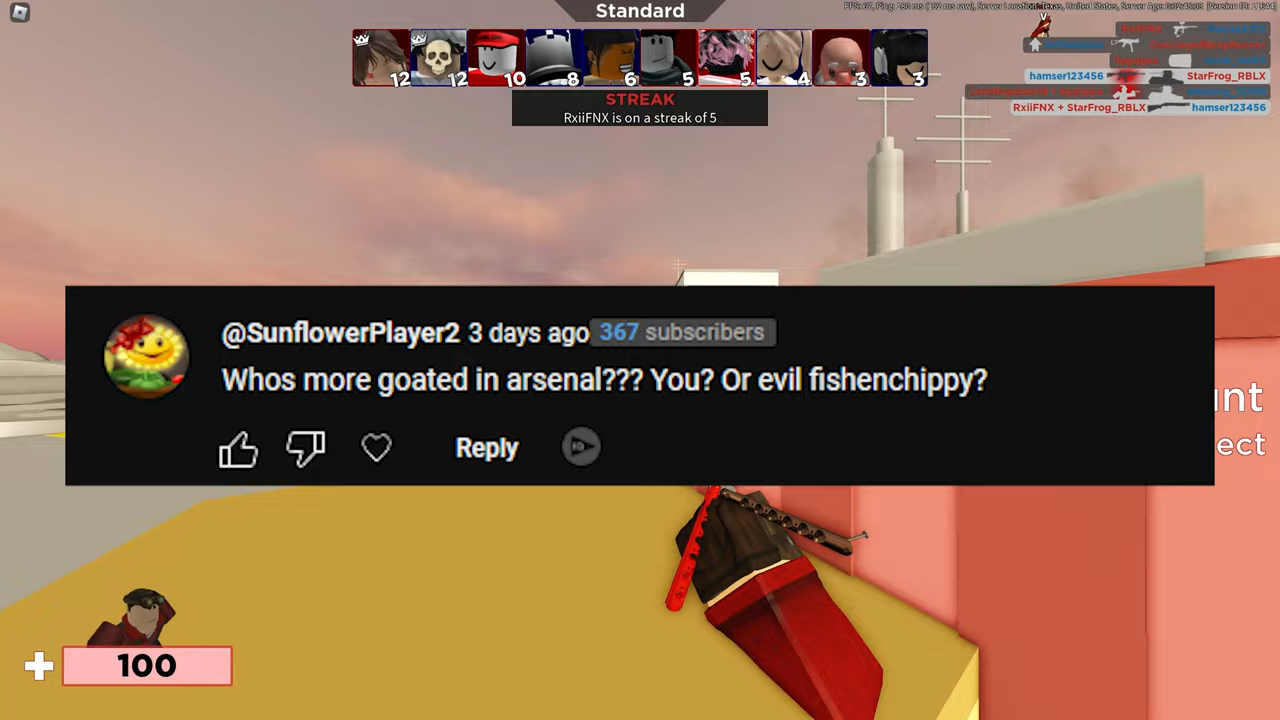 Standard
12 12 10 8 6 5 5 4 3 3
STREAK
RxiiFNX is on a streak of 5
hamser123456 StarFrog_RBLX
RxiiFNX + StarFrog_RBLX hamser123456
@SunflowerPlayer2 3 days ago 367 subscribers
Whos more goated in arsenal??? You? Or evil fishenchippy?
Reply
unt
ect
100